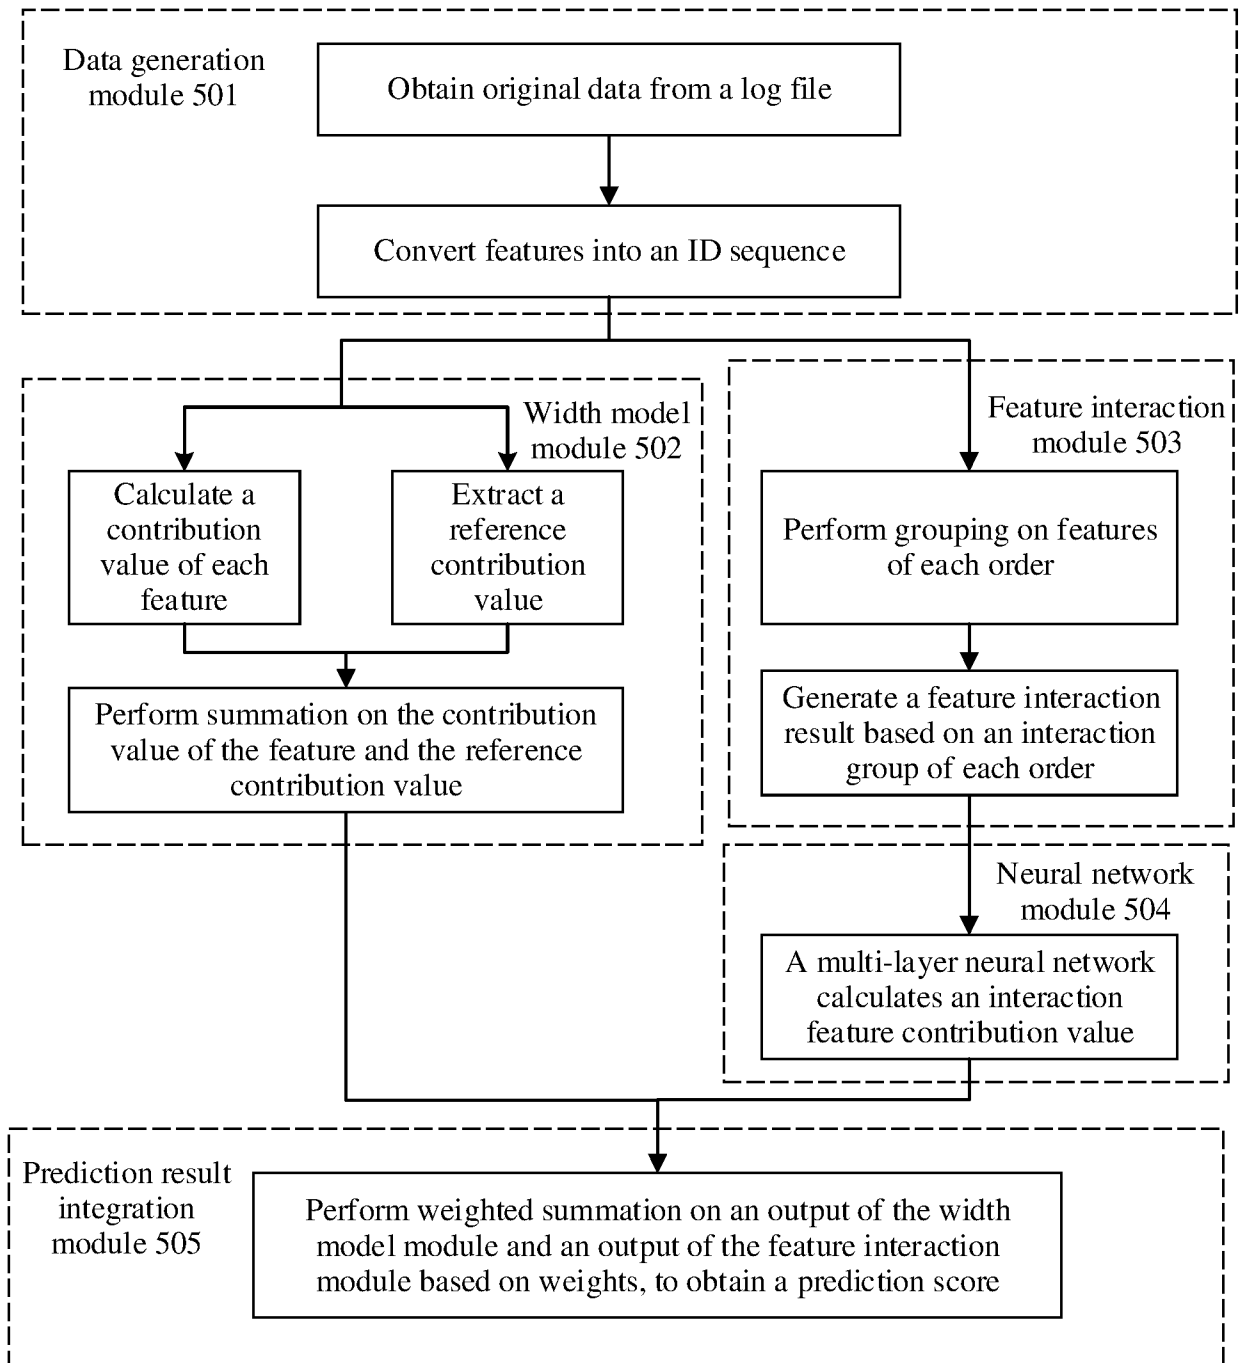 Data generation
module 501
Obtain original data from a log file
Convert features into an ID sequence
Width model
module 502
Feature interaction
module 503
Calculate a
contribution
value of each
feature
Extract a
reference
contribution
value
Perform grouping on features
of each order
Perform summation on the contribution
value of the feature and the reference
contribution value
Generate a feature interaction
result based on an interaction
group of each order
Neural network
module 504
A multi-layer neural network
calculates an interaction
feature contribution value
Prediction result
integration
module 505
Perform weighted summation on an output of the width
model module and an output of the feature interaction
module based on weights, to obtain a prediction score